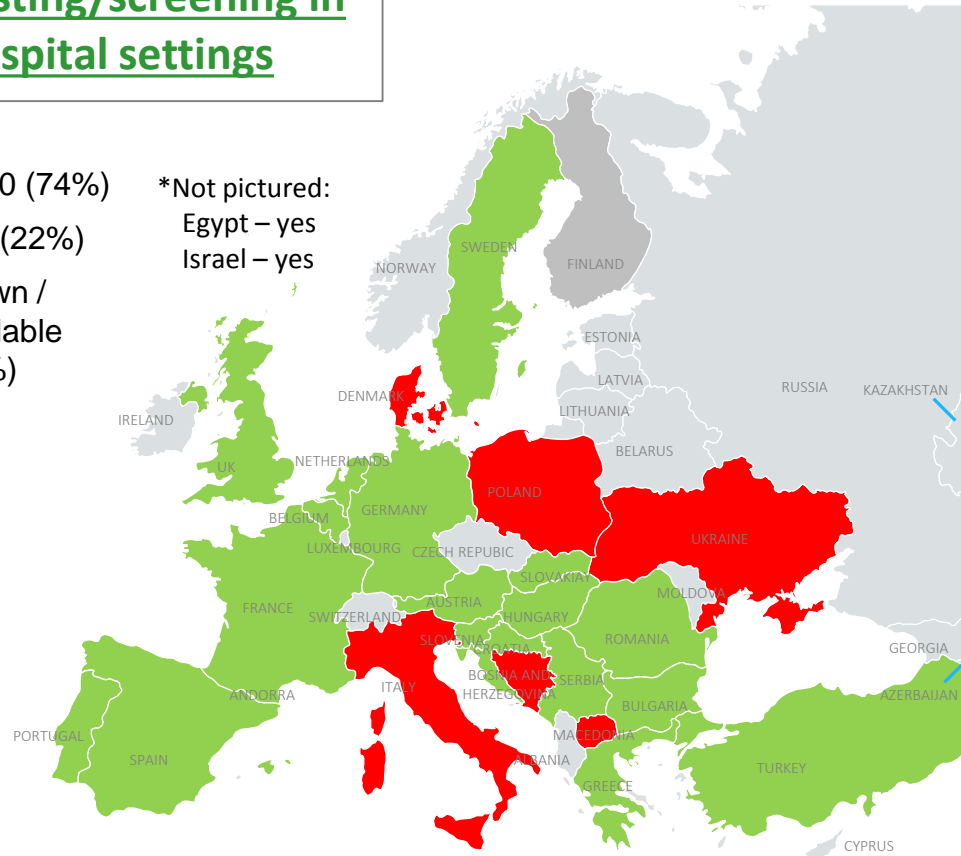 sting/screening in
spital settings
0 (74%)
(22%)
wn /
lable
%)
*Not pictured:
Egypt – yes
Israel – yes
SWEDEN
NORWAY
FINLAND
ESTONIA
LATVIA
RUSSIA
KAZAKHSTAN
DENMARK
LITHUANIA
IRELAND
BELARUS
NETHERLANDS
UK
POLAND
GERMANY
BELGIUM
UKRAINE
LUXEMBOURG
CZECH REPUBIC
SLOVAKIAY
MOLDOVA
AUSTRIA
FRANCE
SWITZERLAND
HUNGARY
SLOVENIA
ROMANIA
CROATIA
GEORGIA
BOSNIA AND
HERZEGOVINA
SERBIA
ITALY
ANDORRA
AZERBAIJAN
BULGARIA
PORTUGAL
MACEDONIA
SPAIN
ALBANIA
TURKEY
GREECE
CYPRUS